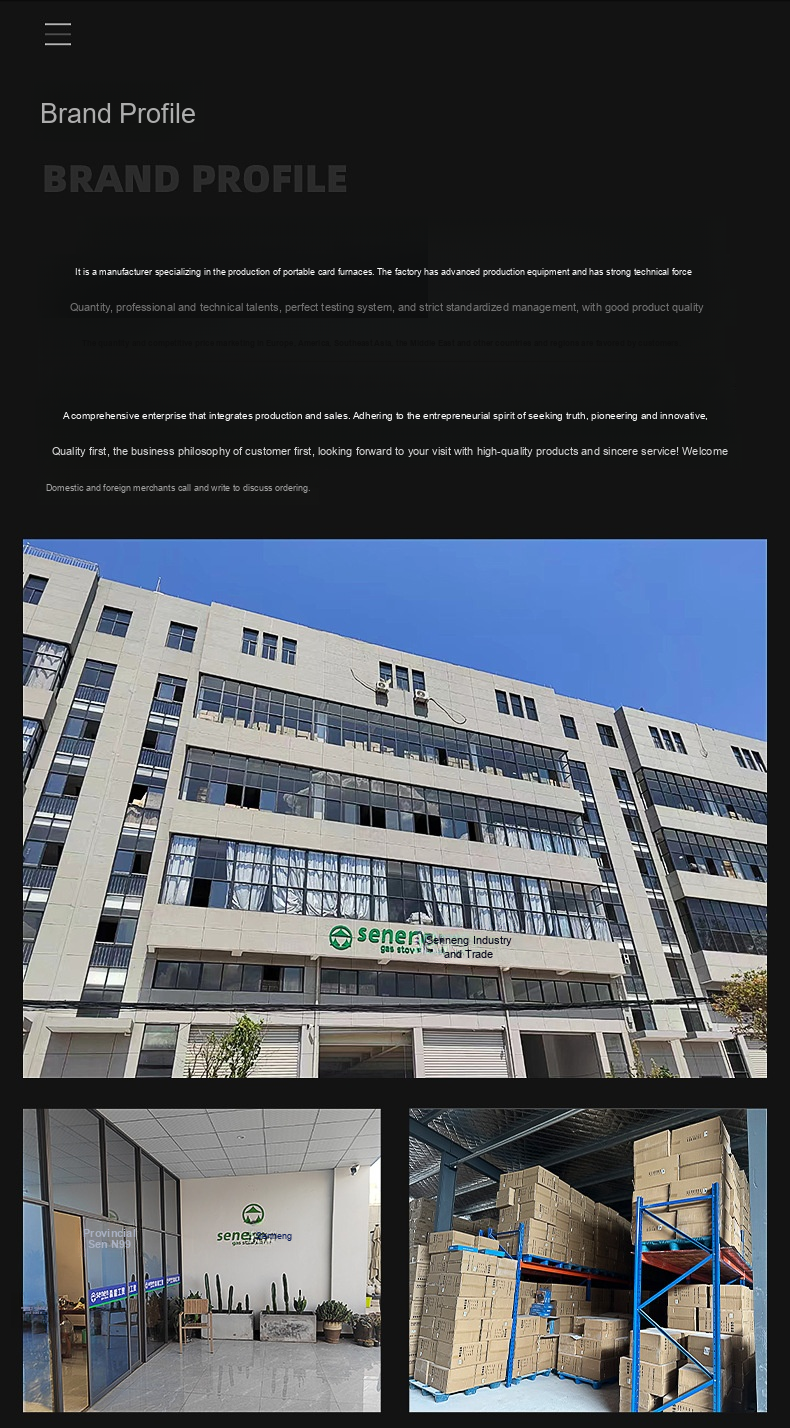 Brand Profile
BRAND PROFILE
It is a manufacturer specializing in the production of portable card furnaces. The factory has advanced production equipment and has strong technical force
Quantity, professional and technical talents, perfect testing system, and strict standardized management, with good product quality
A comprehensive enterprise that integrates production and sales. Adhering to the entrepreneurial spirit of seeking truth, pioneering and innovative,
Quality first, the business philosophy of customer first, looking forward to your visit with high-quality products and sincere service! Welcome
Domestic and foreign merchants call and write to discuss ordering.
seneng
gas stove
Senneng Industry
and Trade
Provincial
Sen N99
seneng
gas stove